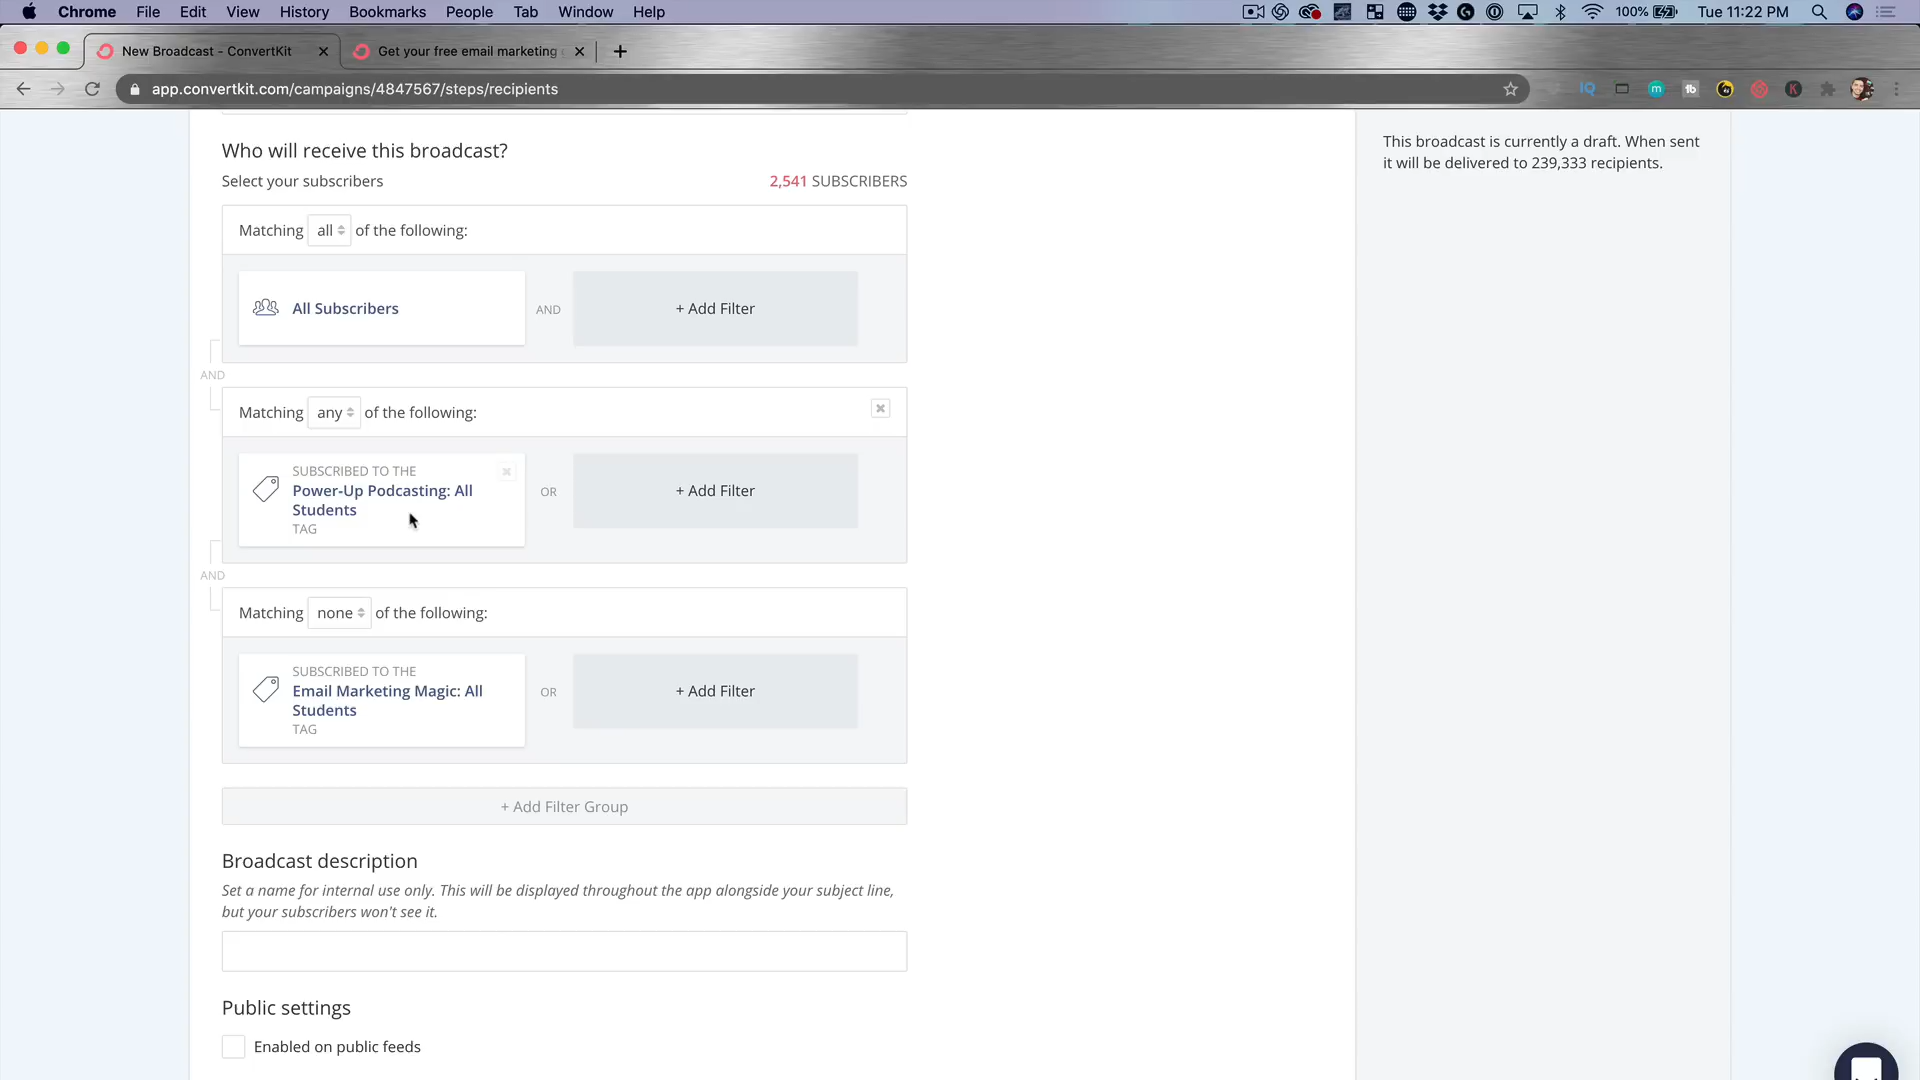 Chrome File Edit View History Bookmarks People Tab Window Help 100% Tue 11:22 PM
New Broadcast - ConvertKit Get your free email marketing
app.convertkit.com/campaigns/4847567/steps/recipients
Who will receive this broadcast?
Select your subscribers 2,541 SUBSCRIBERS
Matching all of the following:
All Subscribers AND + Add Filter
AND
Matching any of the following:
SUBSCRIBED TO THE
Power-Up Podcasting: All
Students
TAG
OR + Add Filter
AND
Matching none of the following:
SUBSCRIBED TO THE
Email Marketing Magic: All
Students
TAG
OR + Add Filter
+ Add Filter Group
Broadcast description
Set a name for internal use only. This will be displayed throughout the app alongside your subject line,
but your subscribers won't see it.
Public settings
Enabled on public feeds
This broadcast is currently a draft. When sent
it will be delivered to 239,333 recipients.